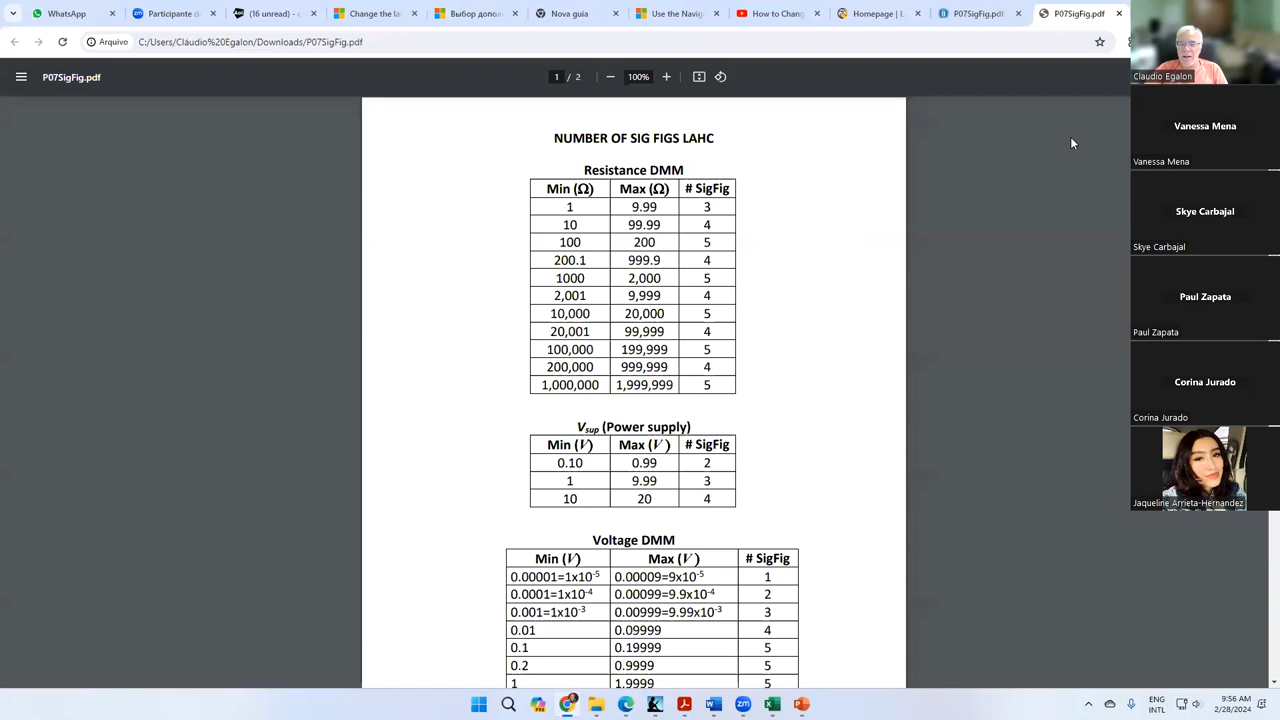 WhatsApp
Participante de
(16 unread) - c
Change the la
Выбор допол
Nova guia
Use the Navig
How to Chang
Homepage | L
P07SigFig.pdf
P07SigFig.pdf
Arquivo
C:/Users/Cláudio%20Egalon/Downloads/P07SigFig.pdf
P07SigFig.pdf
1 / 2
100%
NUMBER OF SIG FIGS LAHC
Resistance DMM
Min (Ω) Max (Ω) # SigFig
1 9.99 3
10 99.99 4
100 200 5
200.1 999.9 4
1000 2,000 5
2,001 9,999 4
10,000 20,000 5
20,001 99,999 4
100,000 199,999 5
200,000 999,999 4
1,000,000 1,999,999 5
Vsup (Power supply)
Min (V) Max (V ) # SigFig
0.10 0.99 2
1 9.99 3
10 20 4
Voltage DMM
Min (V) Max (V ) # SigFig
0.00001=1x10-5 0.00009=9x10-5 1
0.0001=1x10-4 0.00099=9.9x10-4 2
0.001=1x10-3 0.00999=9.99x10-3 3
0.01 0.09999 4
0.1 0.19999 5
0.2 0.9999 5
1 1.9999 5
Claudio Egalon
Vanessa Mena
Vanessa Mena
Skye Carbajal
Skye Carbajal
Paul Zapata
Paul Zapata
Corina Jurado
Corina Jurado
Jaqueline Arrieta-Hernandez
ENG
INTL
9:56 AM
2/28/2024